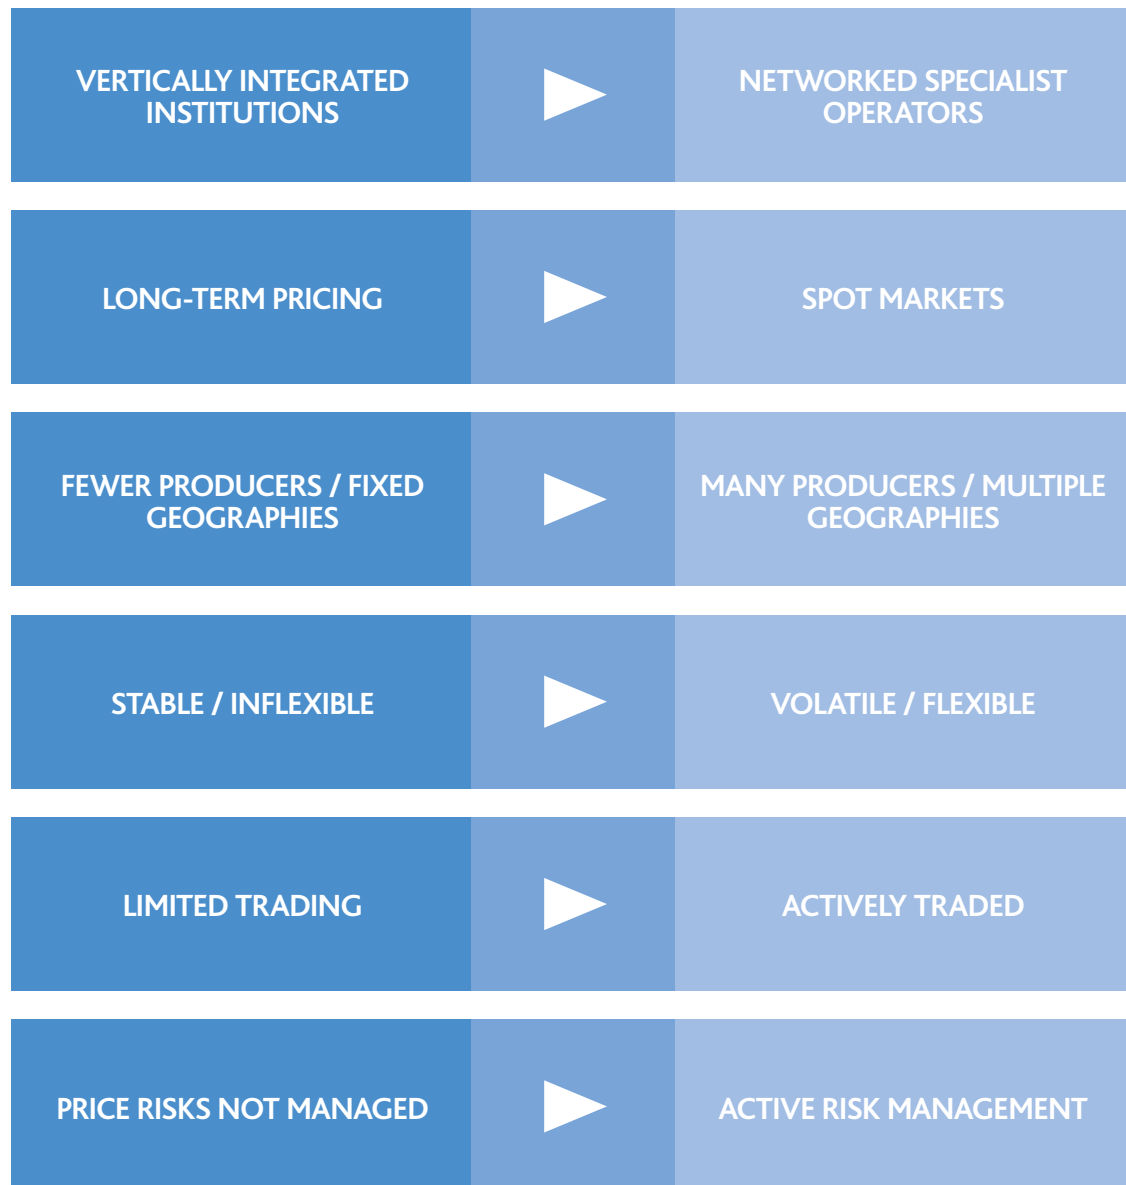 VERTICALLY INTEGRATED
INSTITUTIONS
NETWORKED SPECIALIST
OPERATORS
LONG-TERM PRICING
SPOT MARKETS
FEWER PRODUCERS / FIXED
GEOGRAPHIES
MANY PRODUCERS / MULTIPLE
GEOGRAPHIES
STABLE / INFLEXIBLE
VOLATILE / FLEXIBLE
LIMITED TRADING
ACTIVELY TRADED
PRICE RISKS NOT MANAGED
ACTIVE RISK MANAGEMENT